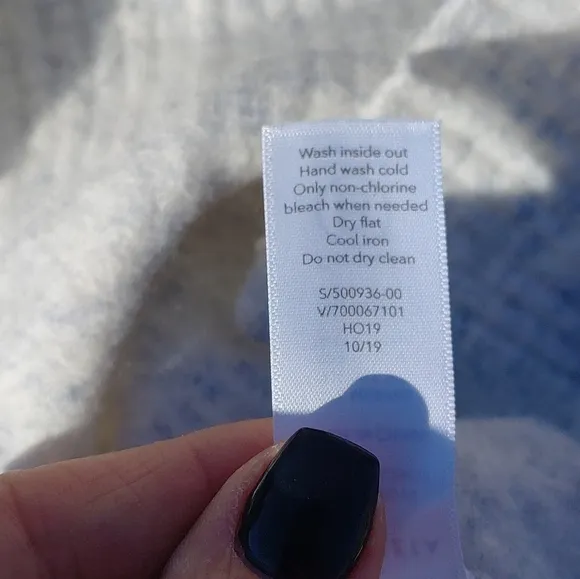 Wash inside out
Hand wash cold
Only non-chlorine
bleach when needed
Dry flat
Cool iron
Do not dry clean
S/500936-00
V/700067101
HO19
10/19